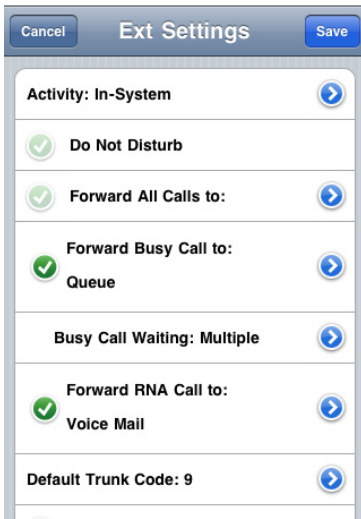 Cancel Ext Settings Save
Activity: In-System
Do Not Disturb
Forward All Calls to:
Forward Busy Call to:
Queue
Busy Call Waiting: Multiple
Forward RNA Call to:
Voice Mail
Default Trunk Code: 9